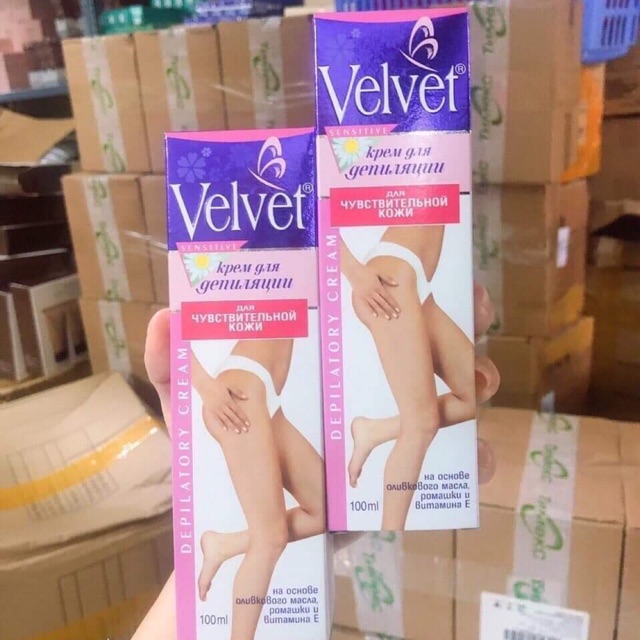 Velvet®
SENSITIVE
крем для
депиляции
ДЛЯ
ЧУВСТВИТЕЛЬНОЙ
КОЖИ
DEPILATORY CREAM
на основе
оливкового масла,
ромашки и
витамина Е
100ml
Velvet®
SENSITIVE
крем для
депиляции
ДЛЯ
ЧУВСТВИТЕЛЬНОЙ
КОЖИ
DEPILATORY CREAM
на основе
оливкового масла,
ромашки и
витамина Е
100ml